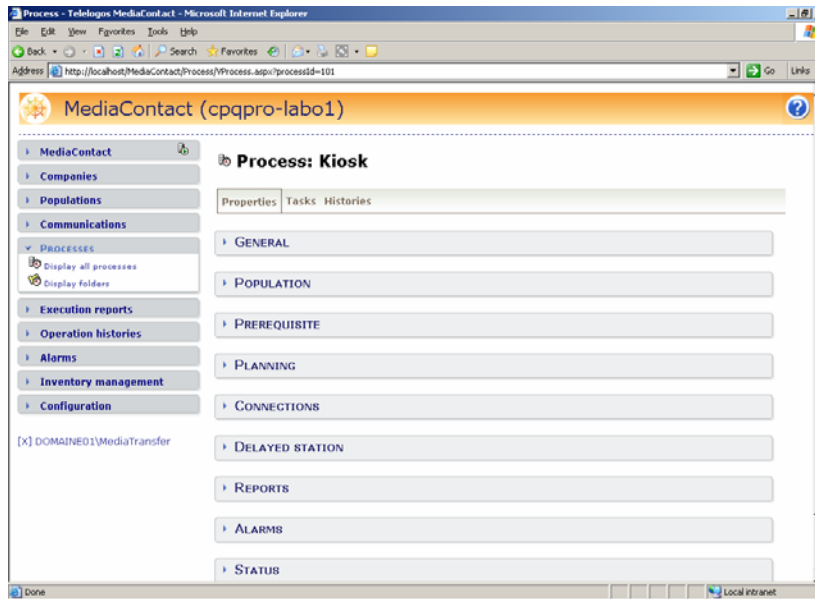 Process - Telelogos MediaContact - Microsoft Internet Explorer
File Edit View Favorites Tools Help
Back Search Favorites
Address http://localhost/MediaContact/Process/VProcess.aspx?processId=101 Go Links
MediaContact (cpqpro-labo1)
MediaContact
Companies
Populations
Communications
PROCESSES
Display all processes
Display folders
Execution reports
Operation histories
Alarms
Inventory management
Configuration
[X] DOMAINE01\MediaTransfer
Process: Kiosk
Properties Tasks Histories
GENERAL
POPULATION
PREREQUISITE
PLANNING
CONNECTIONS
DELAYED STATION
REPORTS
ALARMS
STATUS
Done Local intranet